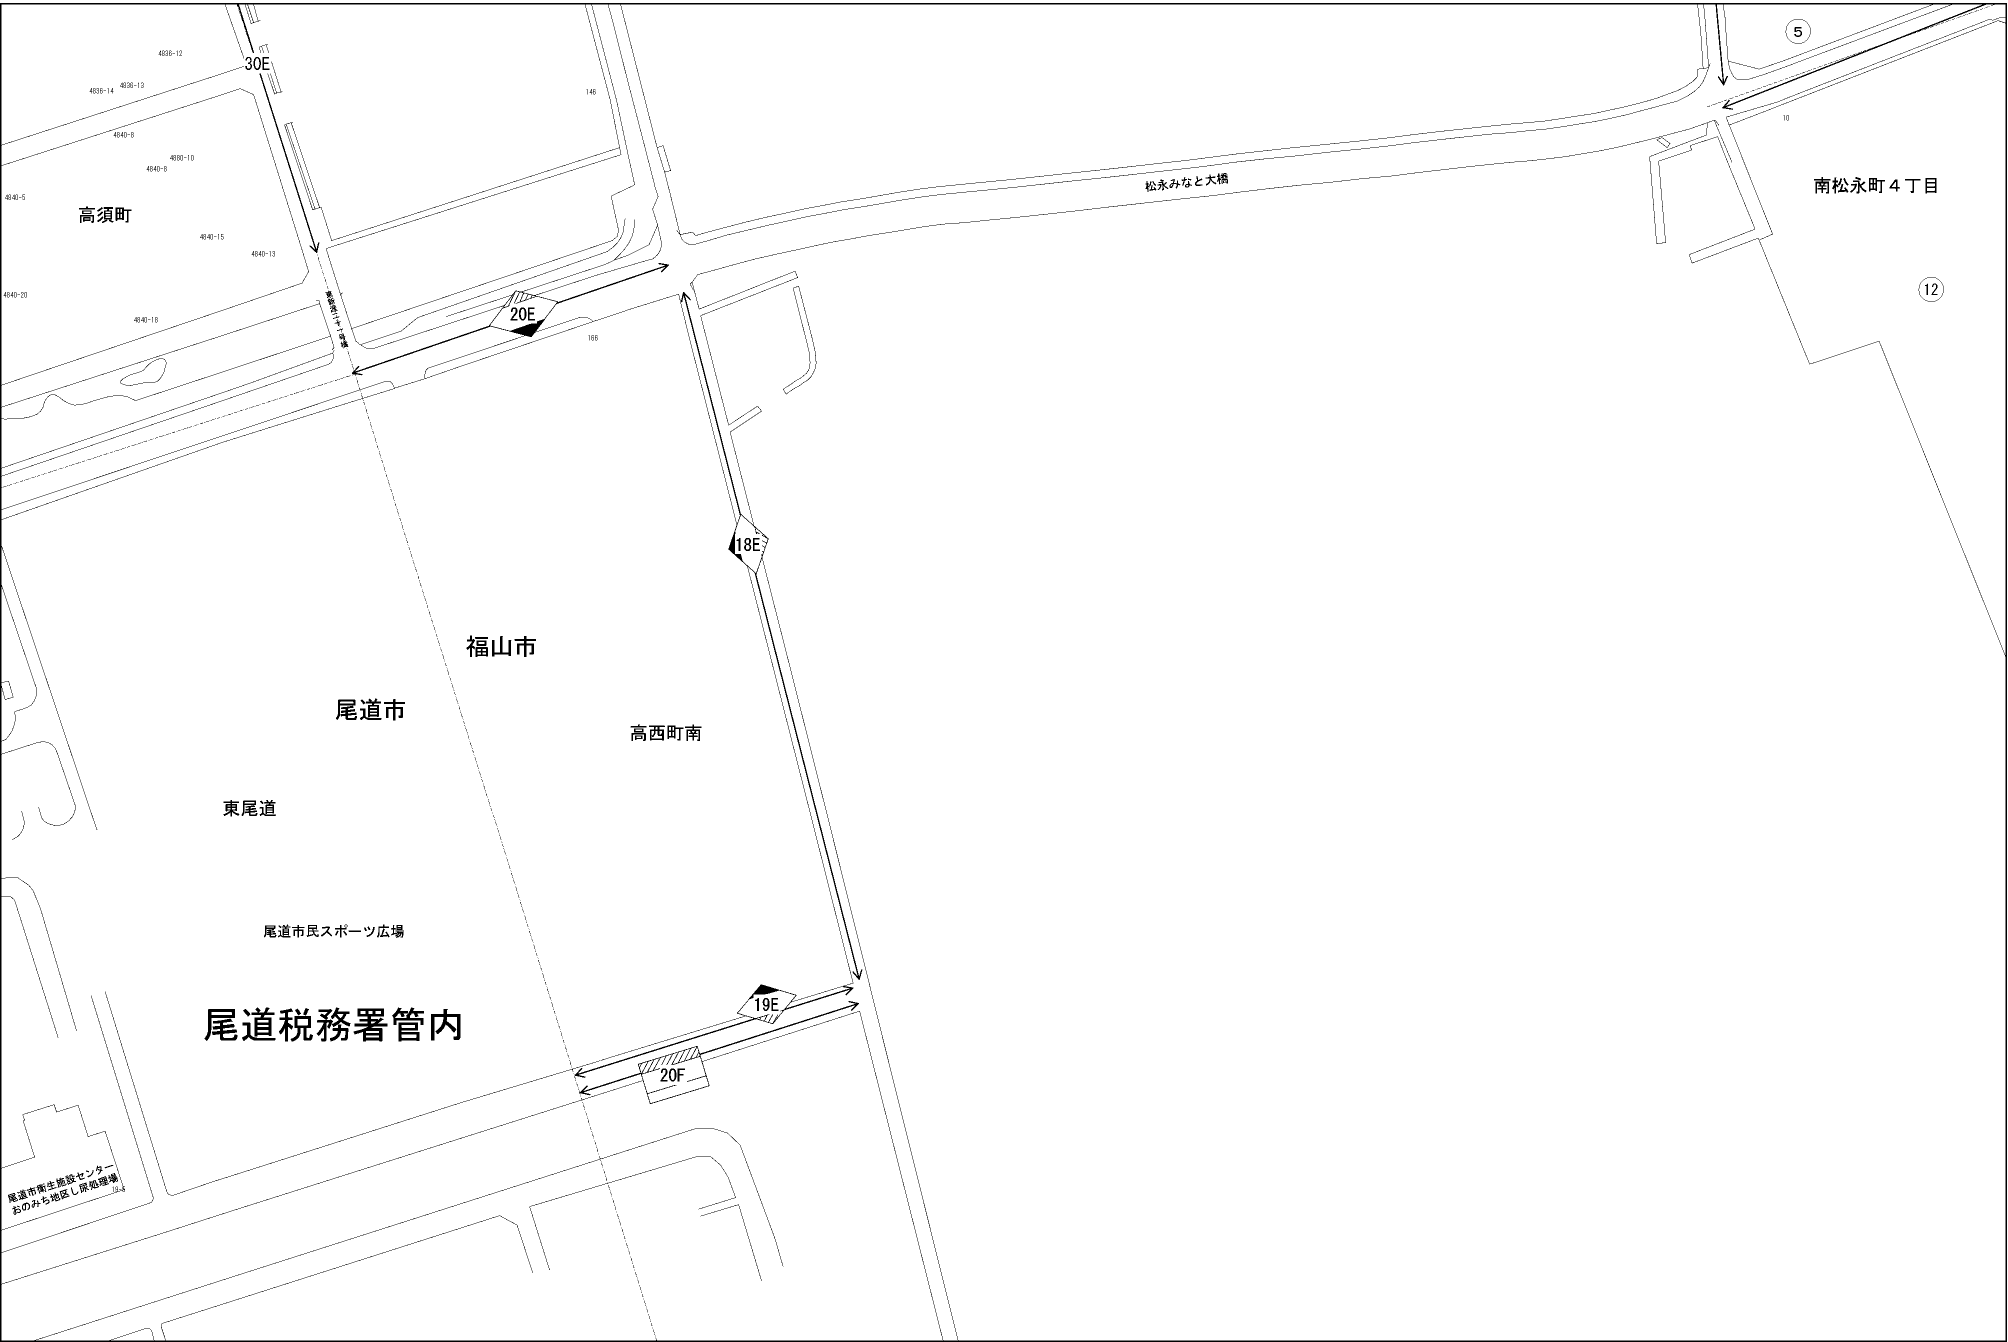 30E
4836-12
4836-14
4836-13
5
146
10
4840-8
4880-10
4840-8
4840-5
高須町
4840-15
4840-13
松永みなと大橋
南松永町４丁目
12
4840-20
4840-18
20E
166
18E
福山市
尾道市
高西町南
東尾道
尾道市民スポーツ広場
19E
尾道税務署管内
20F
尾道市衛生施設センター
おのみち地区し尿処理場